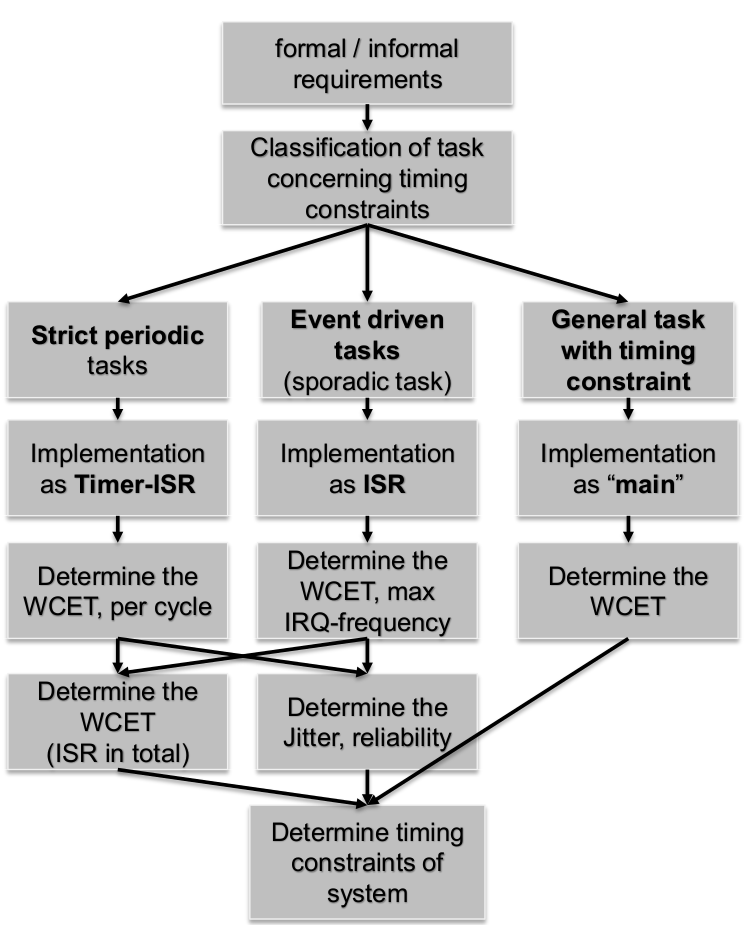 formal / informal
requirements
Classification of task
concerning timing
constraints
Strict periodic
tasks
Event driven
tasks
(sporadic task)
General task
with timing
constraint
Implementation
as Timer-ISR
Implementation
as ISR
Implementation
as “main”
Determine the
WCET, per cycle
Determine the
WCET, max
IRQ-frequency
Determine the
WCET
Determine the
WCET
(ISR in total)
Determine the
Jitter, reliability
Determine timing
constraints of
system